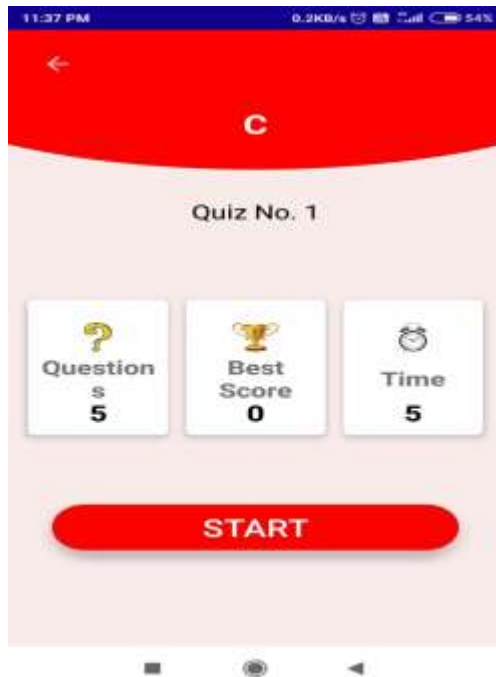 11:37 PM 0.2KB/s 54%
C
Quiz No. 1
Question
s
5
Best
Score
0
Time
5
START